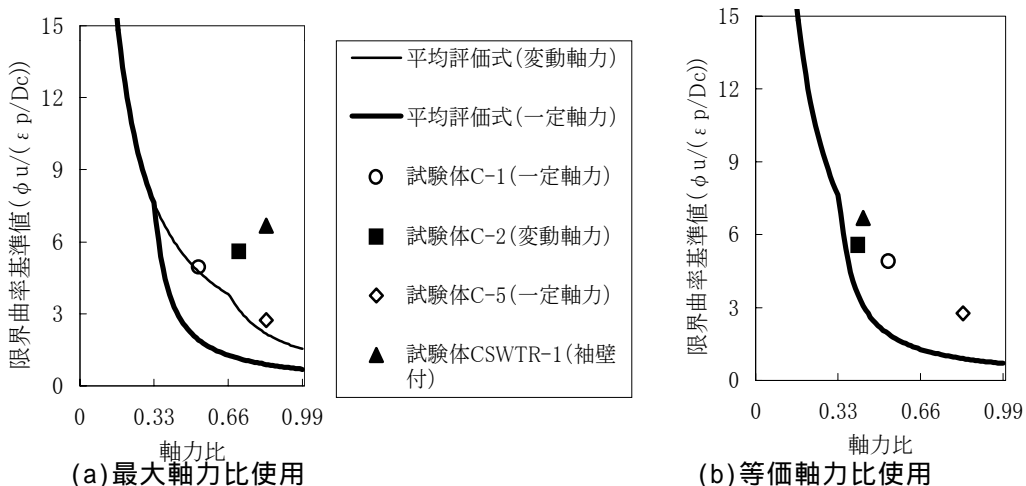 15
12
9
6
3
0
限界曲率基準値(φu/(εp/Dc))
0 0.33 0.66 0.99
軸力比
(a)最大軸力比使用
平均評価式(変動軸力)
平均評価式(一定軸力)
試験体C-1(一定軸力)
試験体C-2(変動軸力)
試験体C-5(一定軸力)
試験体CSWTR-1(袖壁
付)
15
12
9
6
3
0
限界曲率基準値(φu/(εp/Dc))
0 0.33 0.66 0.99
軸力比
(b)等価軸力比使用